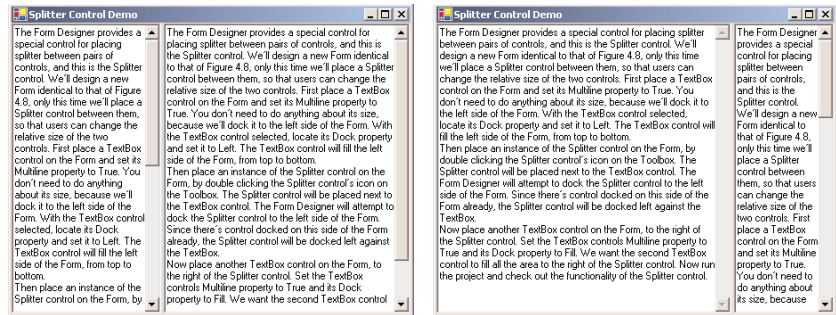 Splitter Control Demo
The Form Designer provides a
special control for placing
splitter between pairs of
controls, and this is the Splitter
control. We'll design a new
Form identical to that of Figure
4.8, only this time we'll place a
Splitter control between them,
so that users can change the
relative size of the two
controls. First place a TextBox
control on the Form and set its
Multiline property to True. You
don't need to do anything
about its size, because we'll
dock it to the left side of the
Form. With the TextBox control
selected, locate its Dock
property and set it to Left. The
TextBox control will fill the left
side of the Form, from top to
bottom.
Then place an instance of the
Splitter control on the Form, by
The Form Designer provides a special control for
placing splitter between pairs of controls, and this is
the Splitter control. We'll design a new Form identical
to that of Figure 4.8, only this time we'll place a Splitter
control between them, so that users can change the
relative size of the two controls. First place a TextBox
control on the Form and set its Multiline property to
True. You don't need to do anything about its size,
because we'll dock it to the left side of the Form. With
the TextBox control selected, locate its Dock property
and set it to Left. The TextBox control will fill the left
side of the Form, from top to bottom.
Then place an instance of the Splitter control on the
Form, by double clicking the Splitter control's icon on
the Toolbox. The Splitter control will be placed next to
the TextBox control. The Form Designer will attempt to
dock the Splitter control to the left side of the Form.
Since there's control docked on this side of the Form
already, the Splitter control will be docked left against
the TextBox.
Now place another TextBox control on the Form, to
the right of the Splitter control. Set the TextBox
controls Multiline property to True and its Dock
property to Fill. We want the second TextBox control
Splitter Control Demo
The Form Designer provides a special control for placing splitter
between pairs of controls, and this is the Splitter control. We'll
design a new Form identical to that of Figure 4.8, only this time
we'll place a Splitter control between them, so that users can
change the relative size of the two controls. First place a TextBox
control on the Form and set its Multiline property to True. You
don't need to do anything about its size, because we'll dock it to
the left side of the Form. With the TextBox control selected,
locate its Dock property and set it to Left. The TextBox control will
fill the left side of the Form, from top to bottom.
Then place an instance of the Splitter control on the Form, by
double clicking the Splitter control's icon on the Toolbox. The
Splitter control will be placed next to the TextBox control. The
Form Designer will attempt to dock the Splitter control to the left
side of the Form. Since there's control docked on this side of the
Form already, the Splitter control will be docked left against the
TextBox.
Now place another TextBox control on the Form, to the right of
the Splitter control. Set the TextBox controls Multiline property to
True and its Dock property to Fill. We want the second TextBox
control to fill all the area to the right of the Splitter control. Now run
the project and check out the functionality of the Splitter control.
The Form Designer
provides a special
control for placing
splitter between
pairs of controls,
and this is the
Splitter control.
We'll design a new
Form identical to
that of Figure 4.8,
only this time we'll
place a Splitter
control between
them, so that users
can change the
relative size of the
two controls. First
place a TextBox
control on the Form
and set its Multiline
property to True.
You don't need to
do anything about
its size, because